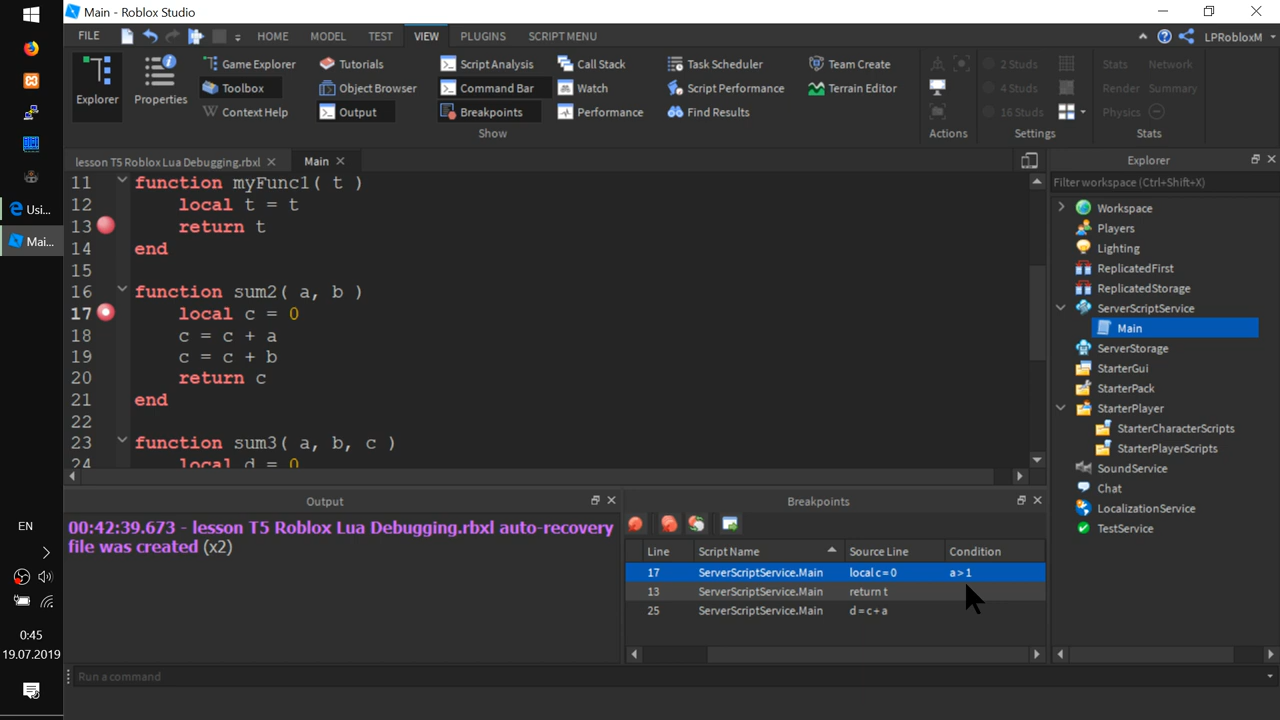 Main - Roblox Studio
FILE HOME MODEL TEST VIEW PLUGINS SCRIPT MENU LPRobloxM
Explorer
Properties
Game Explorer
Toolbox
Context Help
Tutorials
Object Browser
Output
Script Analysis
Command Bar
Breakpoints
Call Stack
Watch
Performance
Task Scheduler
Script Performance
Find Results
Team Create
Terrain Editor
Show
Actions
2 Studs
4 Studs
16 Studs
Settings
Stats Network
Render Summary
Physics
Stats
lesson T5 Roblox Lua Debugging.rbxl Main
11 function myFunc1( t )
12 local t = t
13 return t
14 end
15
16 function sum2( a, b )
17 local c = 0
18 c = c + a
19 c = c + b
20 return c
21 end
22
23 function sum3( a, b, c )
24 local d = 0
Explorer
Filter workspace (Ctrl+Shift+X)
Workspace
Players
Lighting
ReplicatedFirst
ReplicatedStorage
ServerScriptService
Main
ServerStorage
StarterGui
StarterPack
StarterPlayer
StarterCharacterScripts
StarterPlayerScripts
SoundService
Chat
LocalizationService
TestService
Output
00:42:39.673 - lesson T5 Roblox Lua Debugging.rbxl auto-recovery
file was created (x2)
Breakpoints
Line Script Name Source Line Condition
17 ServerScriptService.Main local c = 0 a > 1
13 ServerScriptService.Main return t
25 ServerScriptService.Main d = c + a
Run a command
Usi...
Mai...
EN
0:45
19.07.2019